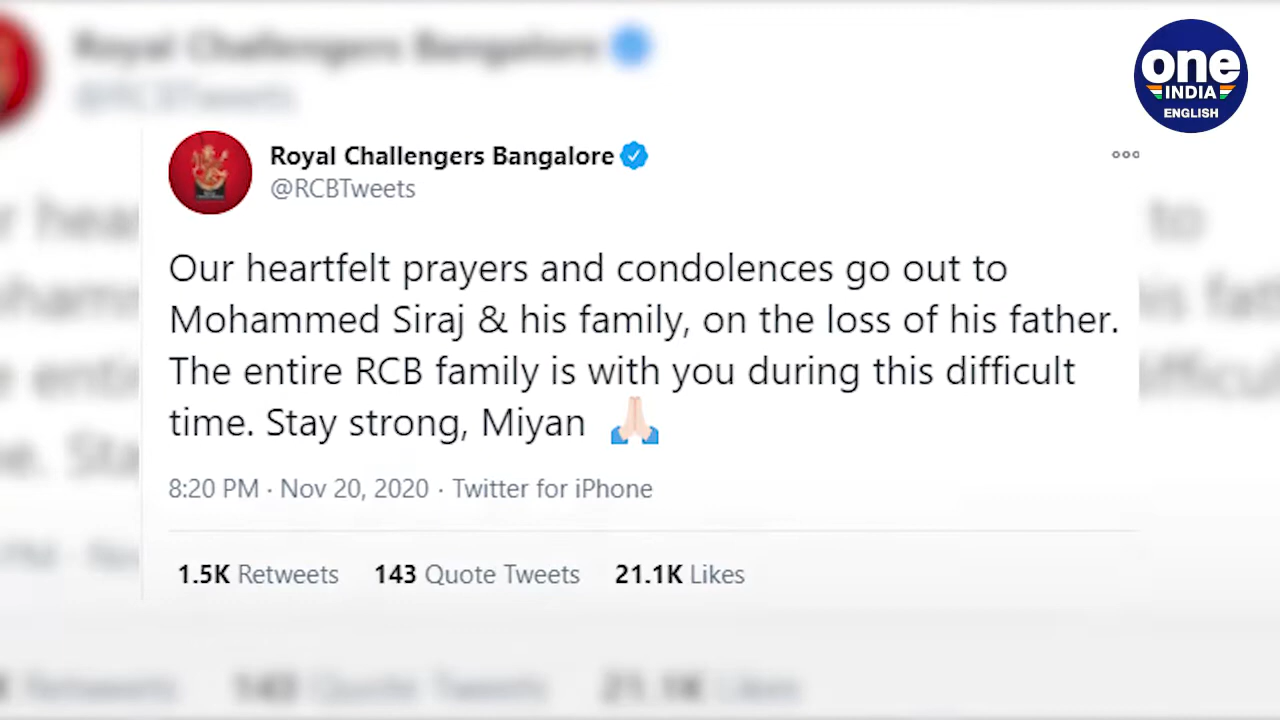 one
INDIA
ENGLISH
Royal Challengers Bangalore
@RCBTweets
Our heartfelt prayers and condolences go out to
Mohammed Siraj & his family, on the loss of his father.
The entire RCB family is with you during this difficult
time. Stay strong, Miyan 🙏🏻
8:20 PM · Nov 20, 2020 · Twitter for iPhone
1.5K Retweets 143 Quote Tweets 21.1K Likes